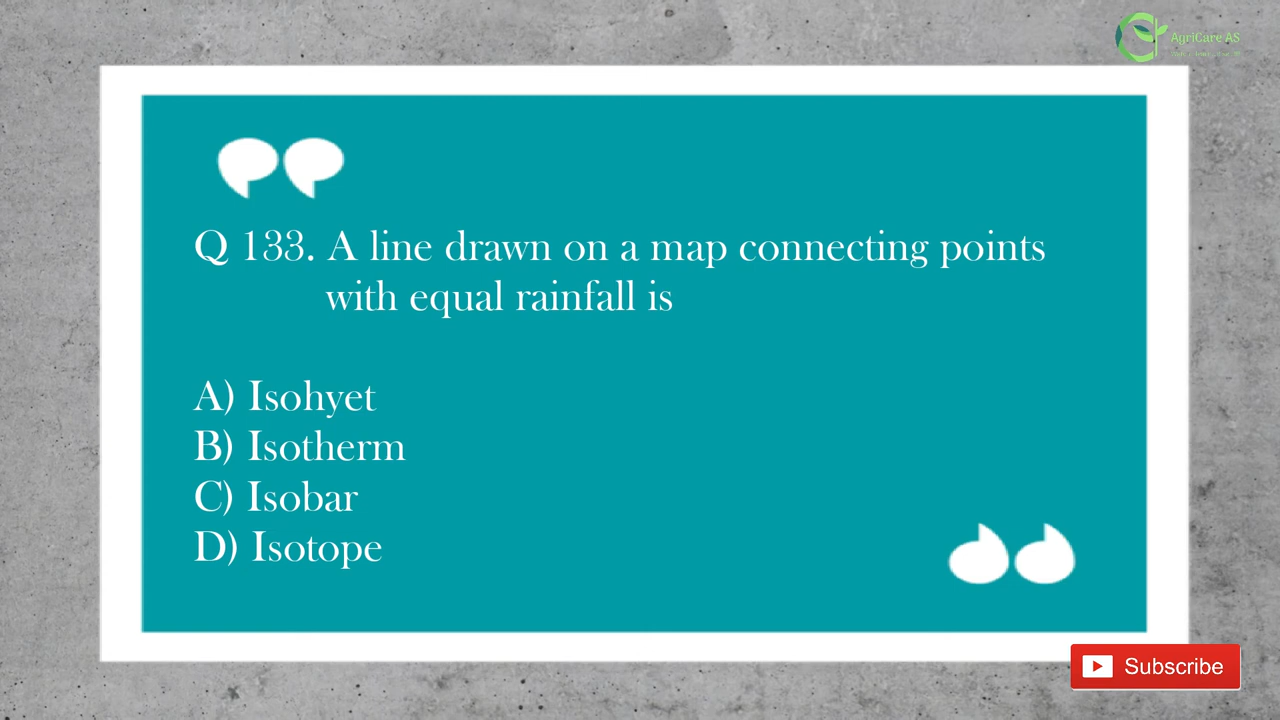 AgriCare AS
Q 133. A line drawn on a map connecting points
with equal rainfall is
A) Isohyet
B) Isotherm
C) Isobar
D) Isotope
Subscribe